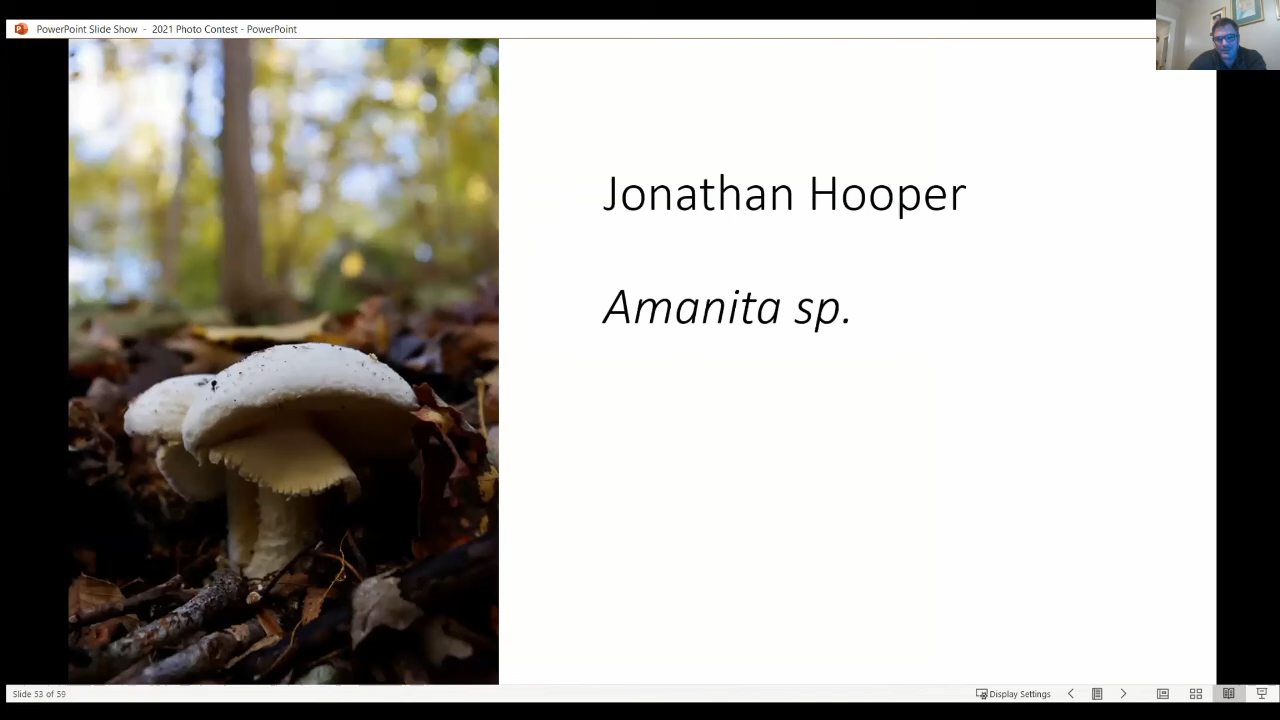 PowerPoint Slide Show - 2021 Photo Contest - PowerPoint
Jonathan Hooper
Amanita sp.
Slide 53 of 59
Display Settings